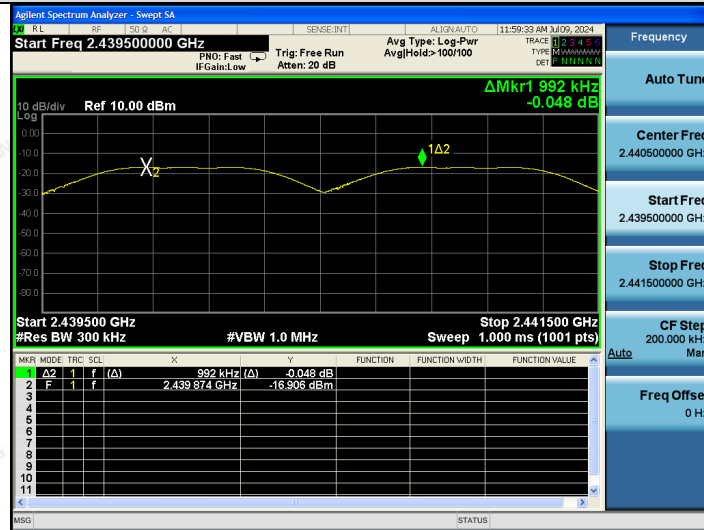 Agilent Spectrum Analyzer - Swept SA
LXI RL RF 50 Ω AC SENSE:INT ALIGNAUTO 11:59:33 AM Jul 09, 2024
Start Freq 2.439500000 GHz
PNO: Fast
IFGain:Low
Trig: Free Run
Atten: 20 dB
Avg Type: Log-Pwr
Avg|Hold:>100/100
TRACE 1 2 3 4 5 6
TYPE M
DET P N N N N N
ΔMkr1 992 kHz
-0.048 dB
10 dB/div Ref 10.00 dBm
Log
0.00
-10.0
-20.0
-30.0
-40.0
-50.0
-60.0
-70.0
-80.0
X2
1Δ2
Start 2.439500 GHz Stop 2.441500 GHz
#Res BW 300 kHz #VBW 1.0 MHz Sweep 1.000 ms (1001 pts)
MKR MODE TRC SCL X Y FUNCTION FUNCTION WIDTH FUNCTION VALUE
1 Δ2 1 f (Δ) 992 kHz (Δ) -0.048 dB
2 F 1 f 2.439 874 GHz -16.906 dBm
3
4
5
6
7
8
9
10
11
MSG STATUS
Frequency
Auto Tune
Center Freq
2.440500000 GHz
Start Freq
2.439500000 GHz
Stop Freq
2.441500000 GHz
CF Step
200.000 kHz
Auto Man
Freq Offset
0 Hz